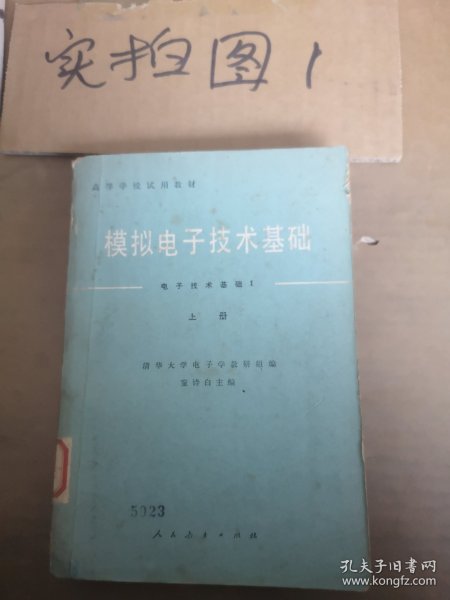 实拍图1
高等学校试用教材
模拟电子技术基础
电子技术基础 1
上册
清华大学电子学教研组编
童诗白主编
5923
人民教育出版社
孔夫子旧书网
www.kongfz.com